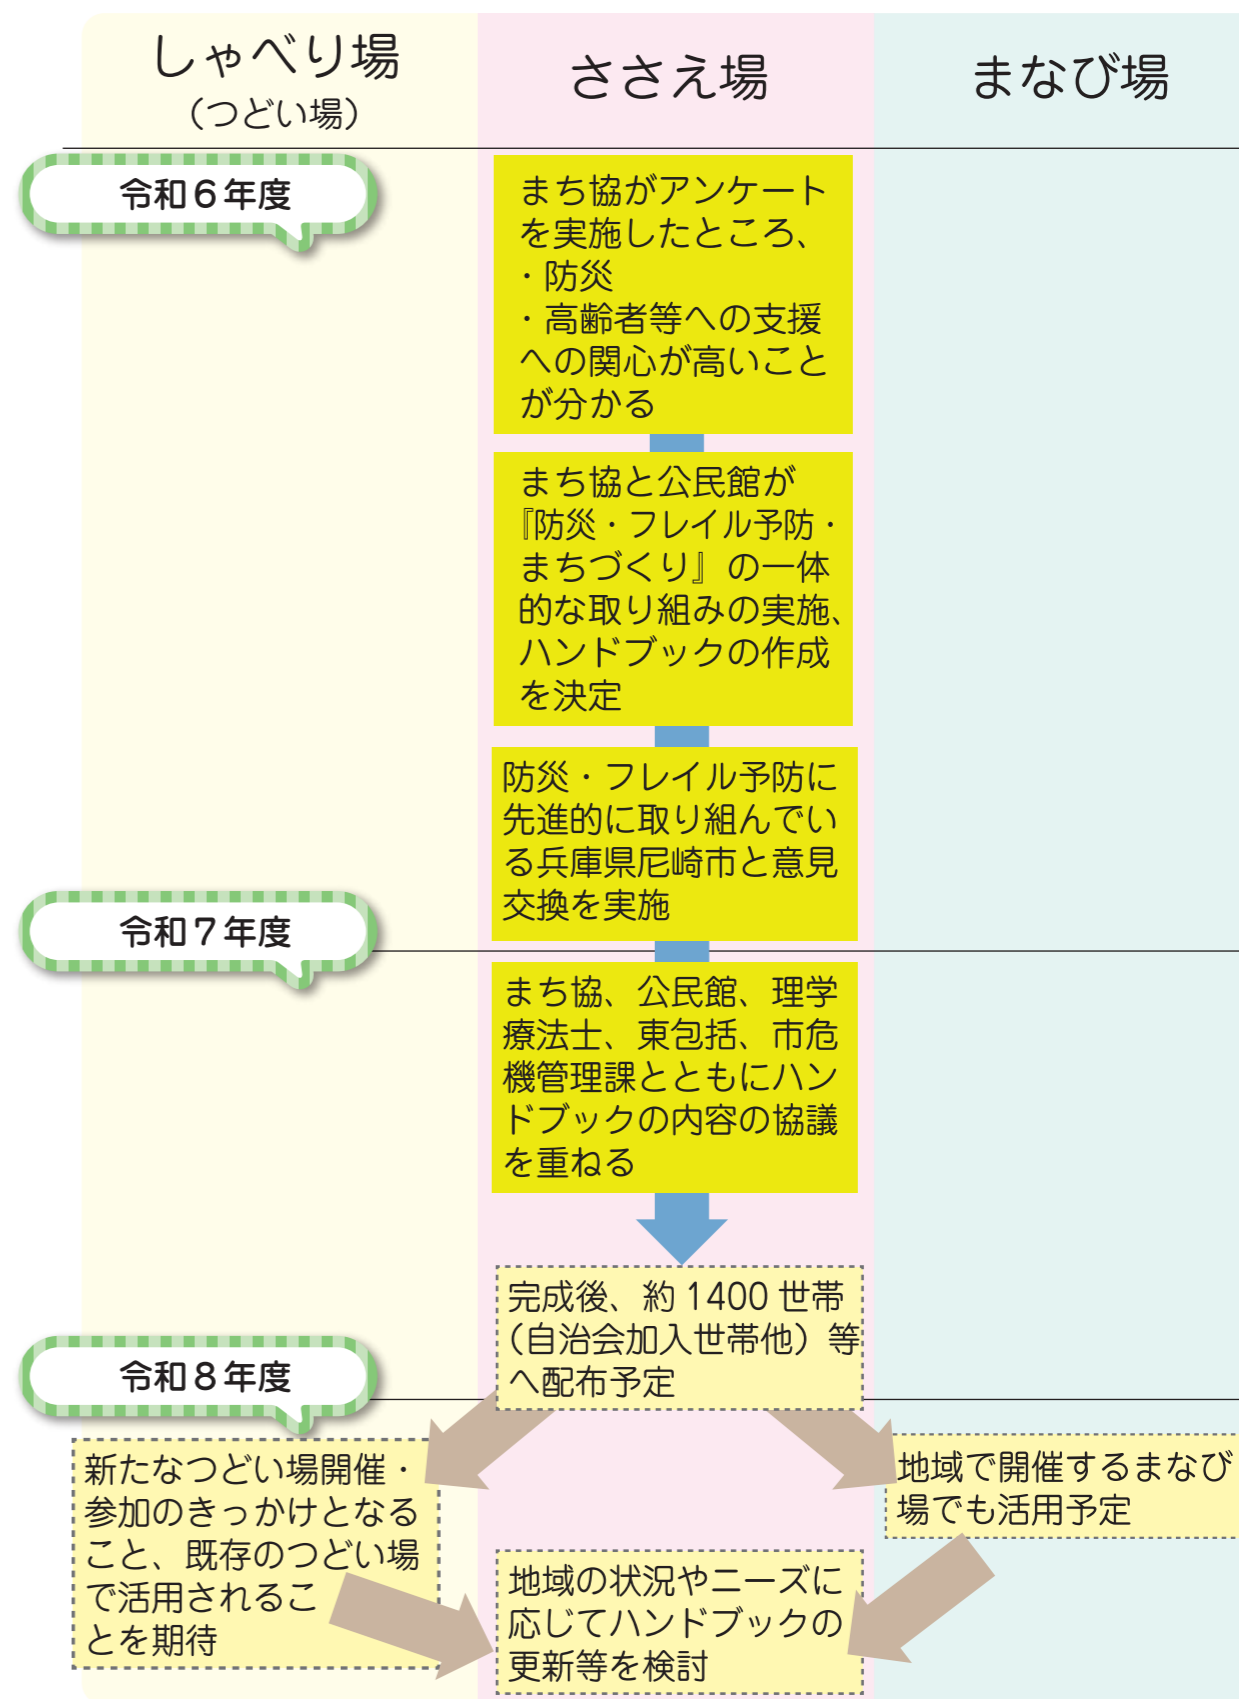 しゃべり場
（つどい場）
ささえ場
まなび場
令和６年度
まち協がアンケート
を実施したところ、
・防災
・高齢者等への支援
への関心が高いこと
が分かる
まち協と公民館が
『防災・フレイル予防・
まちづくり』の一体
的な取り組みの実施、
ハンドブックの作成
を決定
防災・フレイル予防に
先進的に取り組んでい
る兵庫県尼崎市と意見
交換を実施
令和７年度
まち協、公民館、理学
療法士、東包括、市危
機管理課とともにハン
ドブックの内容の協議
を重ねる
完成後、約 1400 世帯
（自治会加入世帯他）等
へ配布予定
令和８年度
新たなつどい場開催・
参加のきっかけとなる
こと、既存のつどい場
で活用されるこ
とを期待
地域で開催するまなび
場でも活用予定
地域の状況やニーズに
応じてハンドブックの
更新等を検討